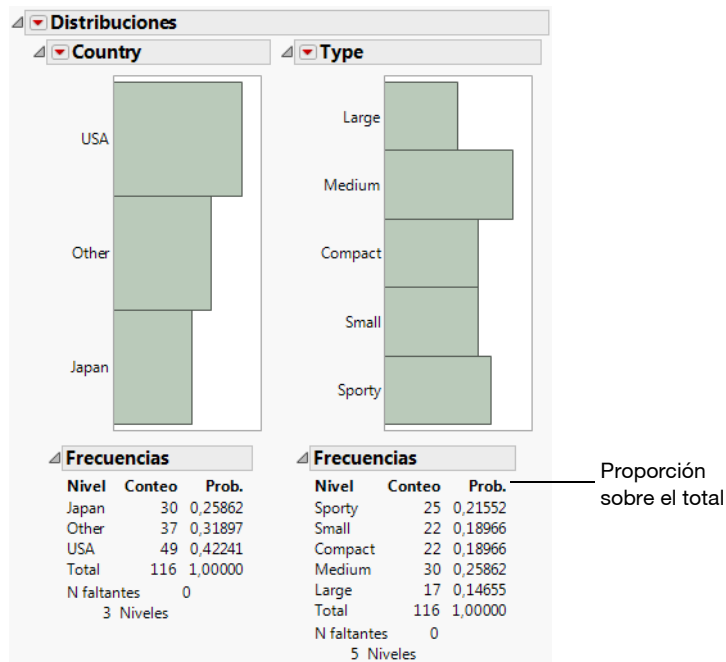 Distribuciones
Country
USA
Other
Japan
Frecuencias
Nivel Conteo Prob.
Japan 30 0,25862
Other 37 0,31897
USA 49 0,42241
Total 116 1,00000
N faltantes 0
3 Niveles
Type
Large
Medium
Compact
Small
Sporty
Frecuencias
Nivel Conteo Prob.
Sporty 25 0,21552
Small 22 0,18966
Compact 22 0,18966
Medium 30 0,25862
Large 17 0,14655
Total 116 1,00000
N faltantes 0
5 Niveles
Proporción
sobre el total